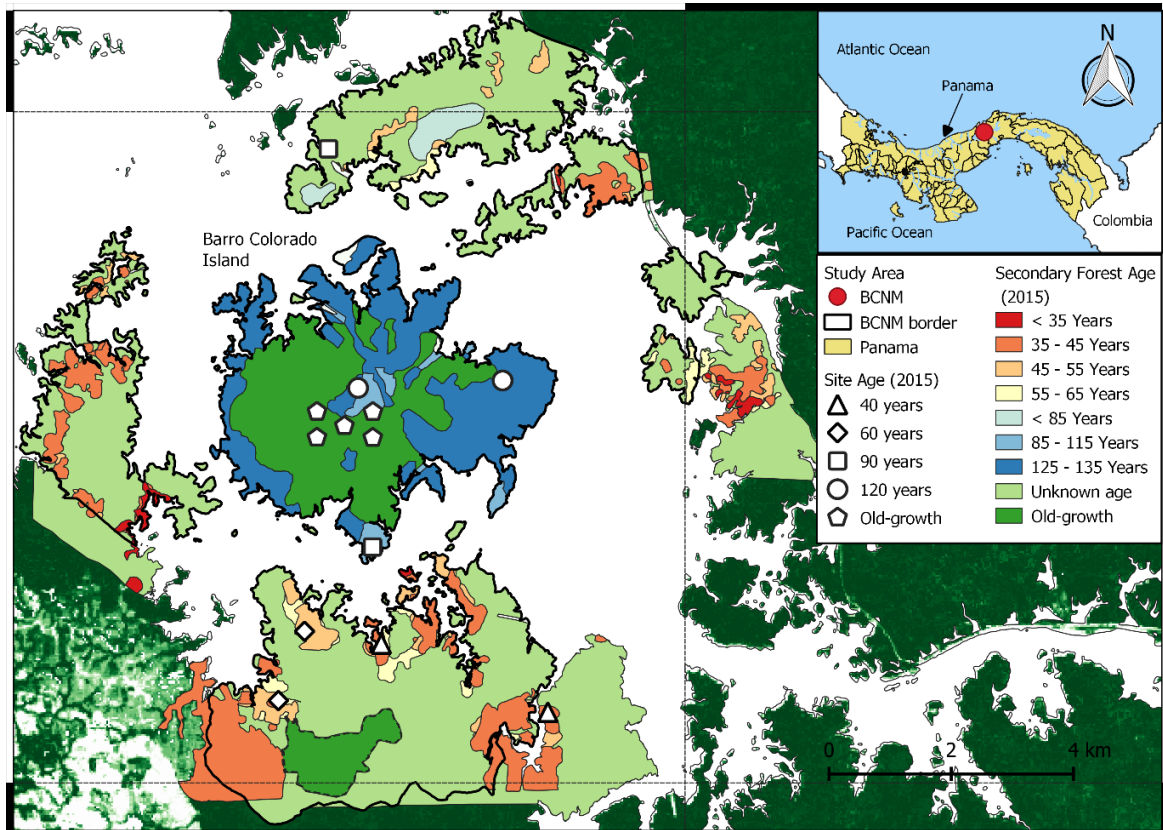 Atlantic Ocean
N
Panama
Colombia
Pacific Ocean
Barro Colorado
Island
Study Area
BCNM
BCNM border
Panama
Site Age (2015)
40 years
60 years
90 years
120 years
Old-growth
Secondary Forest Age
(2015)
< 35 Years
35 - 45 Years
45 - 55 Years
55 - 65 Years
< 85 Years
85 - 115 Years
125 - 135 Years
Unknown age
Old-growth
0 2 4 km